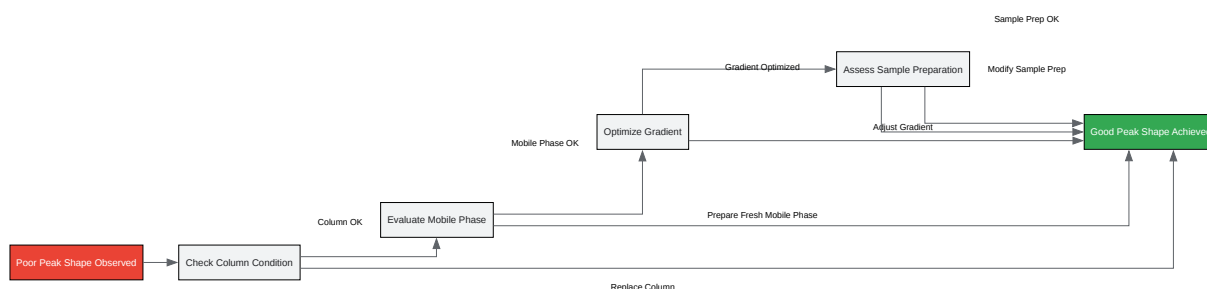 Sample Prep OK
Gradient Optimized
Assess Sample Preparation
Modify Sample Prep
Adjust Gradient
Optimize Gradient
Good Peak Shape Achieved
Mobile Phase OK
Prepare Fresh Mobile Phase
Evaluate Mobile Phase
Column OK
Poor Peak Shape Observed
Check Column Condition
Replace Column